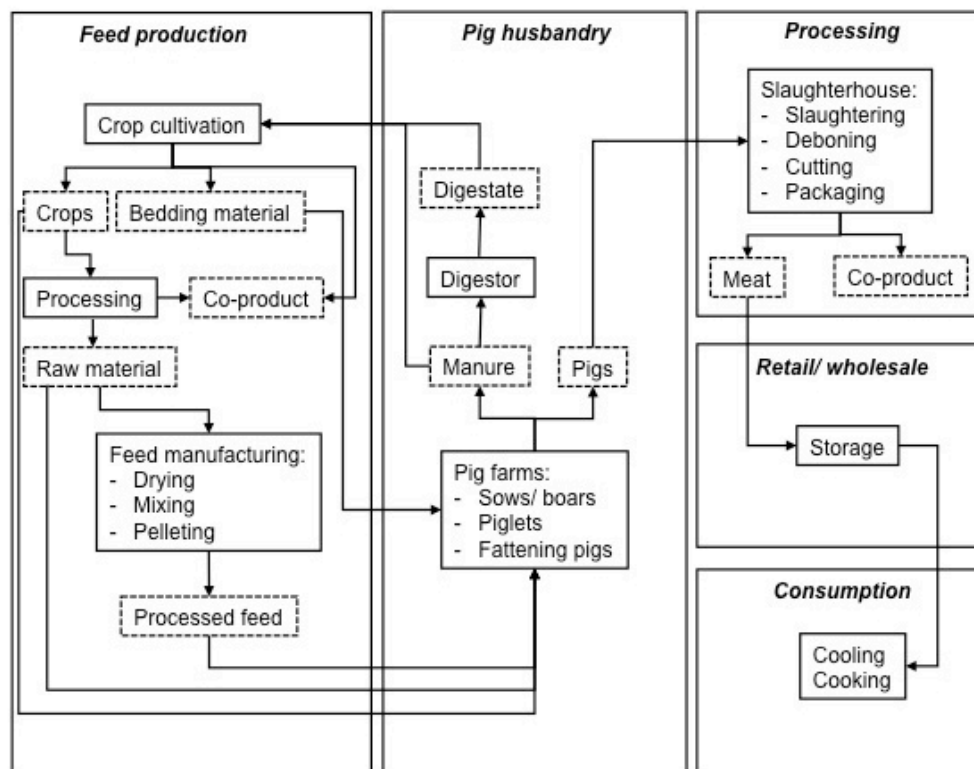 Feed production
Crop cultivation
Crops
Bedding material
Processing
Co-product
Raw material
Feed manufacturing:
- Drying
- Mixing
- Pelleting
Processed feed
Pig husbandry
Digestate
Digestor
Manure
Pigs
Pig farms:
- Sows/ boars
- Piglets
- Fattening pigs
Processing
Slaughterhouse:
- Slaughtering
- Deboning
- Cutting
- Packaging
Meat
Co-product
Retail/ wholesale
Storage
Consumption
Cooling
Cooking